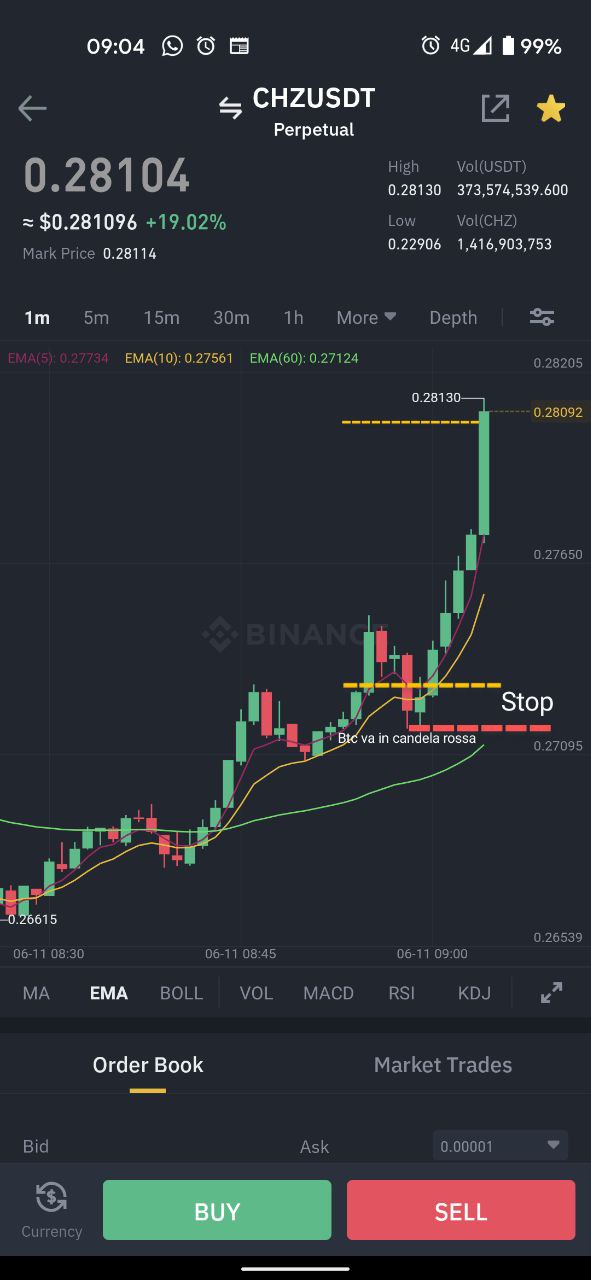 09:04 4G 99%
CHZUSDT
Perpetual
0.28104
≈ $0.281096 +19.02%
Mark Price 0.28114
High Vol(USDT)
0.28130 373,574,539.600
Low Vol(CHZ)
0.22906 1,416,903,753
1m 5m 15m 30m 1h More Depth
EMA(5): 0.27734 EMA(10): 0.27561 EMA(60): 0.27124
0.28205
0.28130
0.28092
0.27650
BINANCE
Stop
Btc va in candela rossa
0.27095
0.26615
0.26539
06-11 08:30 06-11 08:45 06-11 09:00
MA EMA BOLL VOL MACD RSI KDJ
Order Book Market Trades
Bid Ask 0.00001
Currency BUY SELL